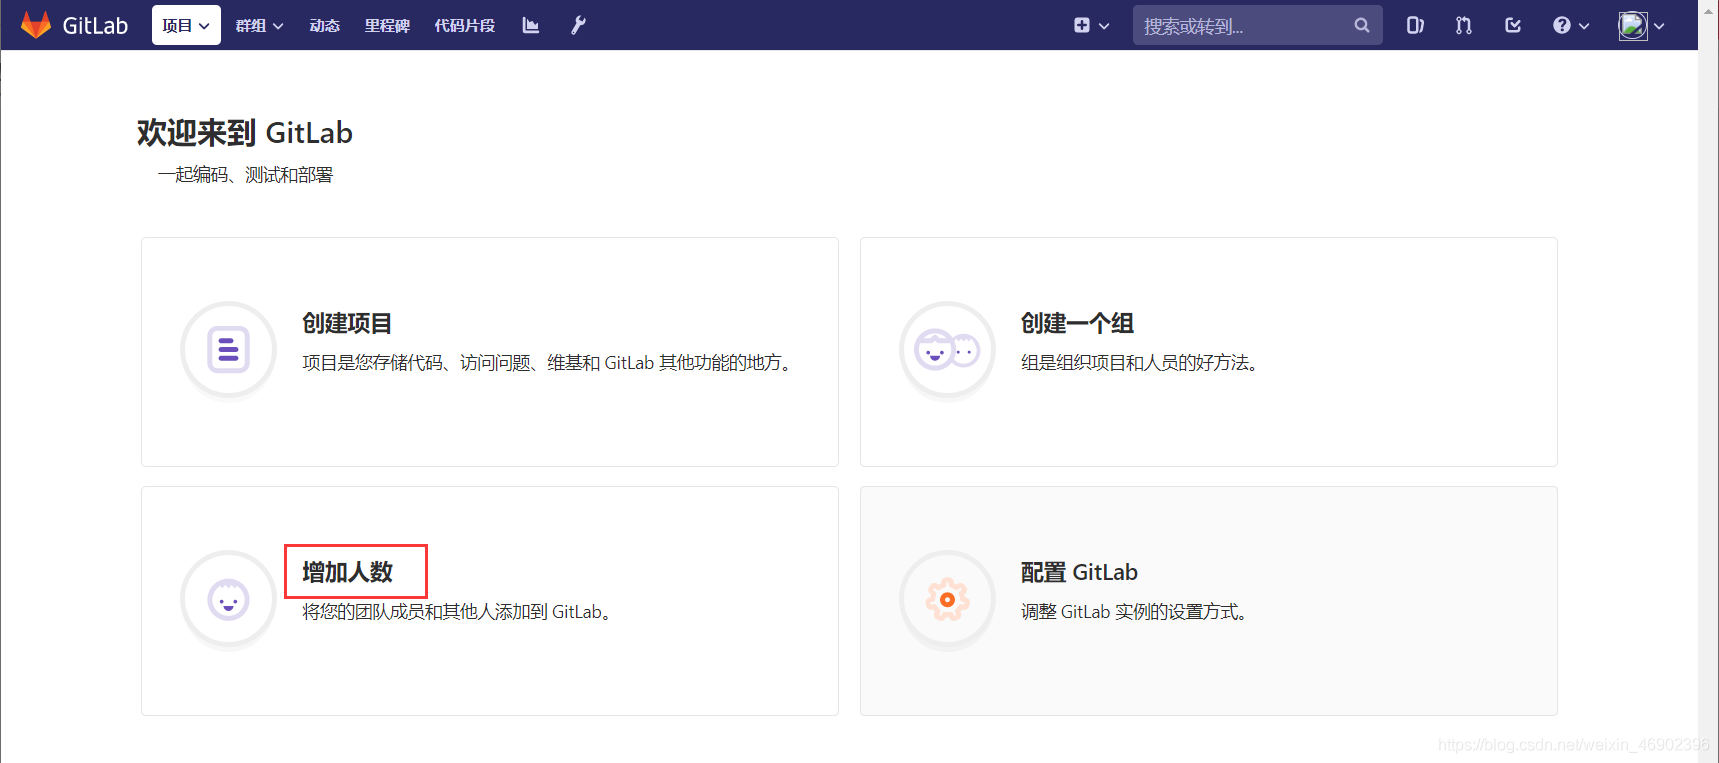 GitLab 项目 群组 动态 里程碑 代码片段 搜索或转到...
欢迎来到 GitLab
一起编码、测试和部署
创建项目
项目是您存储代码、访问问题、维基和 GitLab 其他功能的地方。
创建一个组
组是组织项目和人员的好方法。
增加人数
将您的团队成员和其他人添加到 GitLab。
配置 GitLab
调整 GitLab 实例的设置方式。
https://blog.csdn.net/weixin_46902396